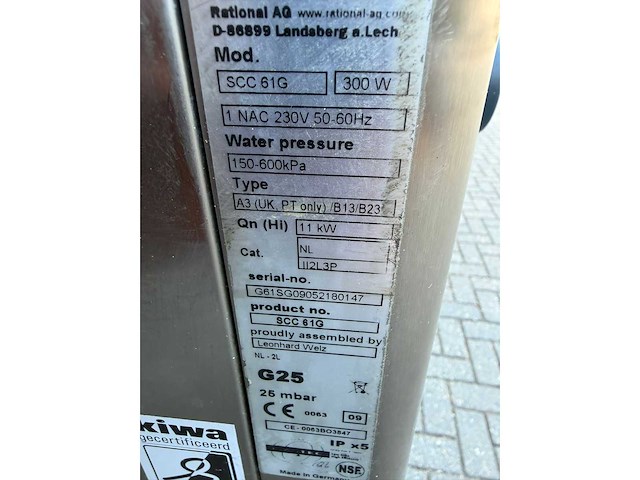 Rational AG www.rational-ag.com
D-86899 Landsberg a.Lech
Mod.
SCC 61G 300 W
1 NAC 230V 50-60Hz
Water pressure
150-600kPa
Type
A3 (UK, PT only) /B13/B23
Qn (Hi) 11 kW
Cat. NL
II2L3P
serial-no.
G61SG09052180147
product no.
SCC 61G
proudly assembled by
Leonhard Welz
NL - 2L
G25
25 mbar
CE 0063 09
CE - 0063BO3547
IP x5
Made in Germany
NSF
kiwa
gecertificeerd